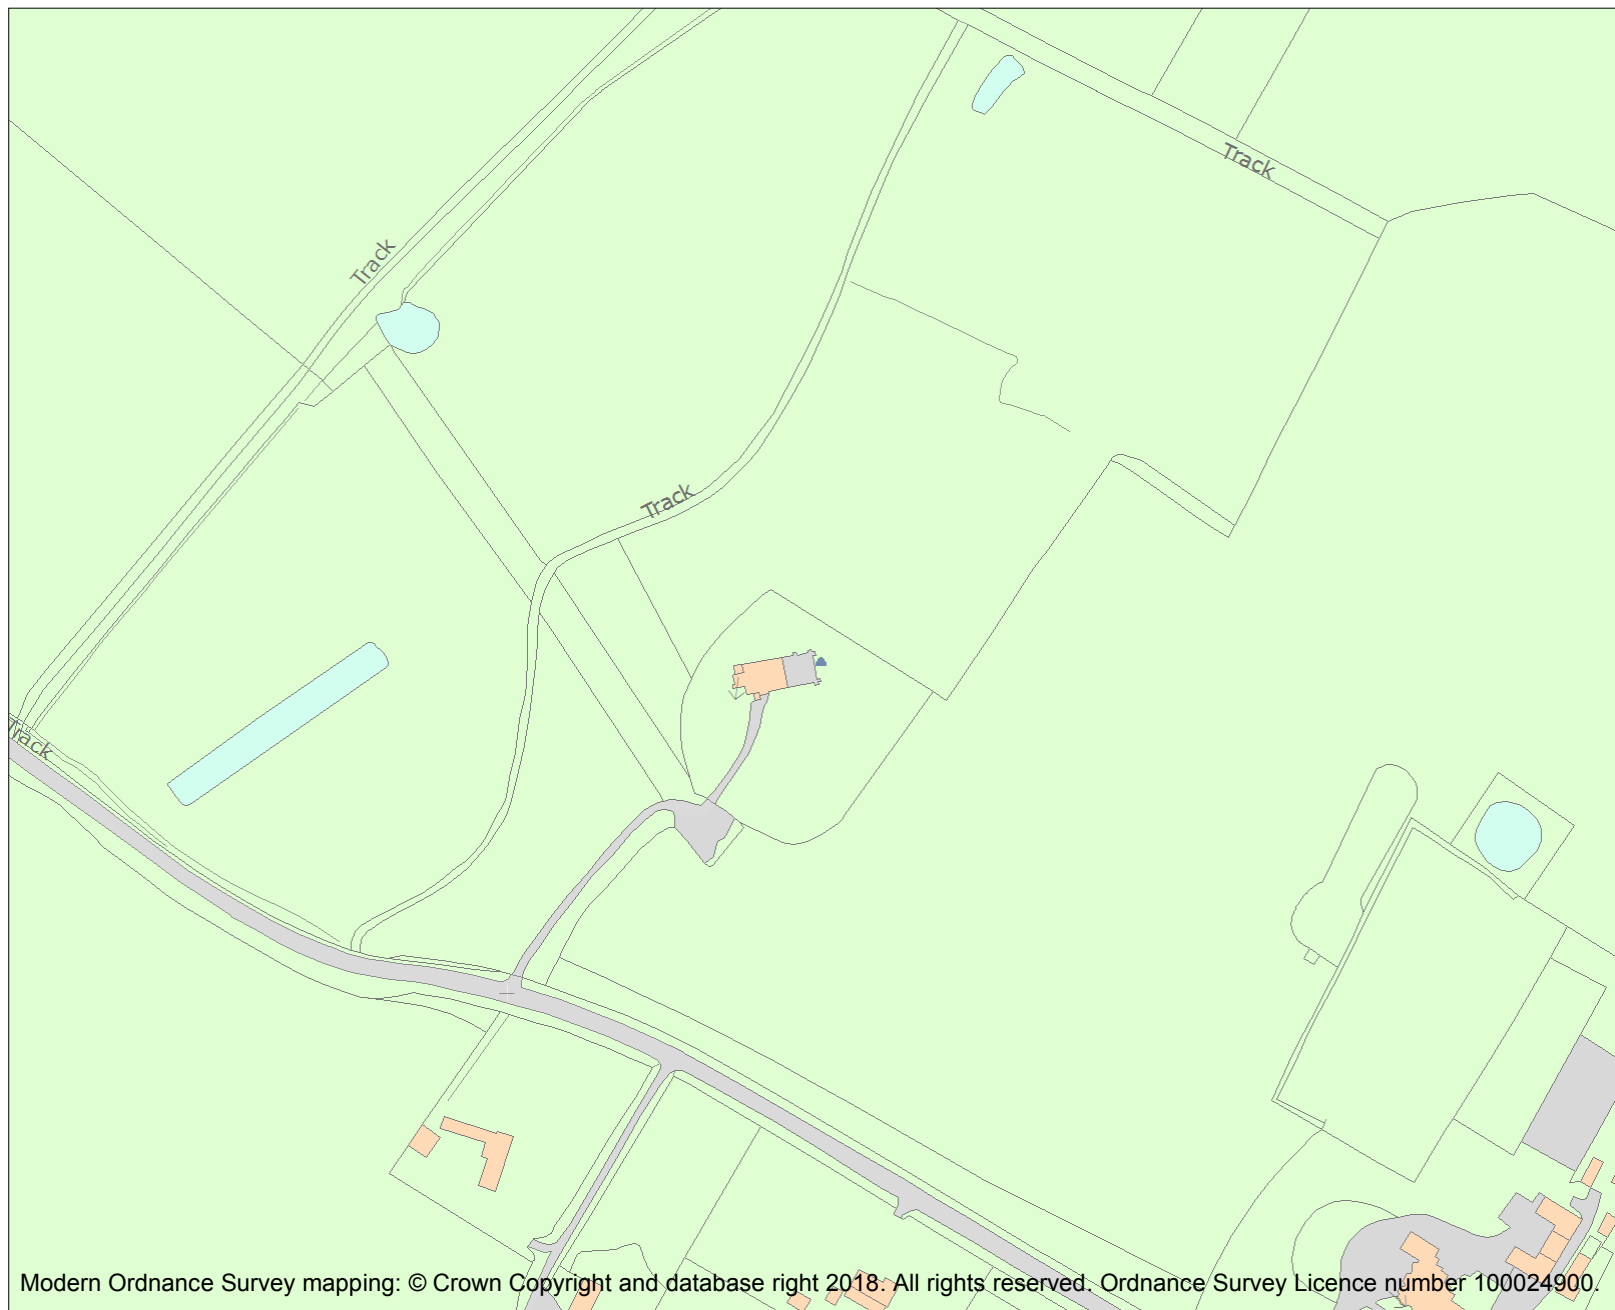 Track
Track
Track
Track
Modern Ordnance Survey mapping: © Crown Copyright and database right 2018. All rights reserved. Ordnance Survey Licence number 100024900.